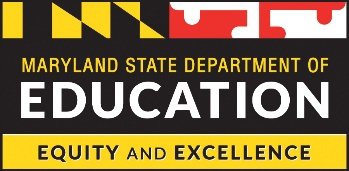 MARYLAND STATE DEPARTMENT OF
EDUCATION
EQUITY AND EXCELLENCE